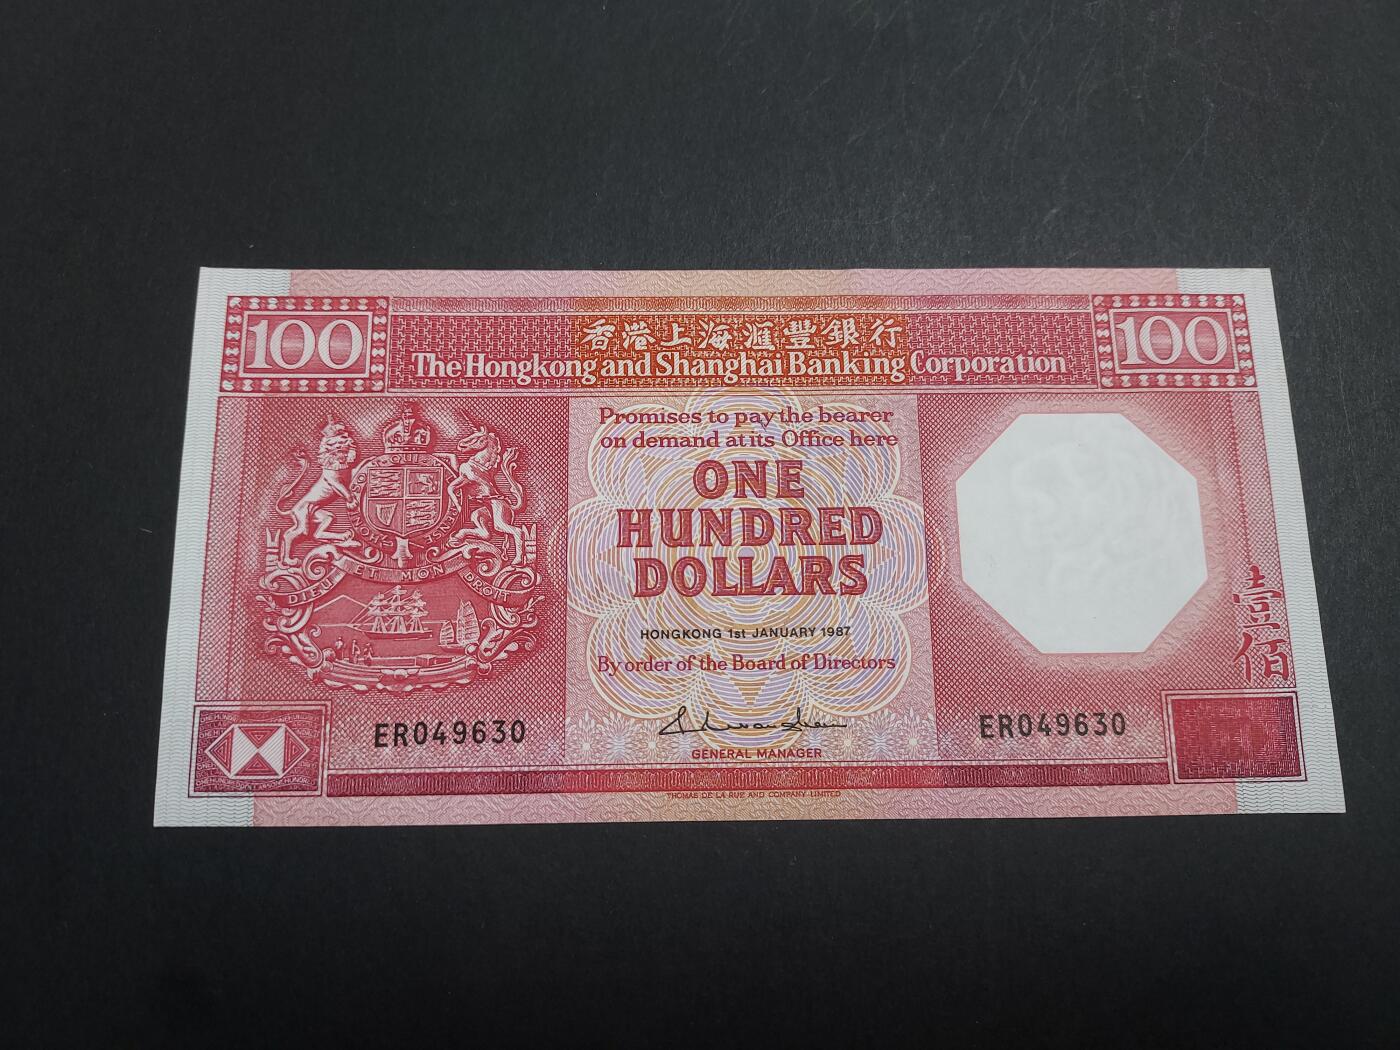 100
香港上海滙豐銀行
100
The Hongkong and Shanghai Banking Corporation
Promises to pay the bearer
on demand at its Office here
ONE
HUNDRED
DOLLARS
DIEU ET MON DROIT
HONGKONG 1st JANUARY 1987
By order of the Board of Directors
壹佰
ER049630
ER049630
GENERAL MANAGER
THOMAS DE LA RUE AND COMPANY LIMITED